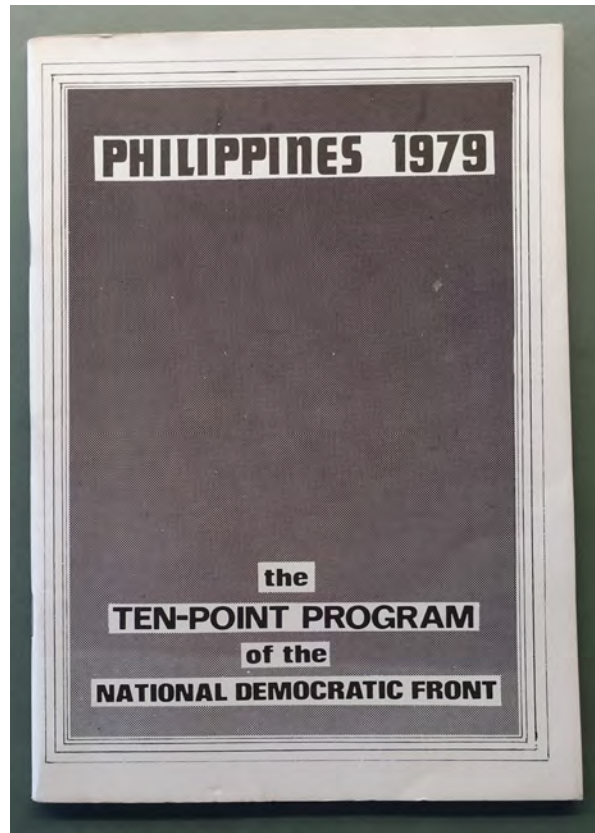 PHILIPPINES 1979
the
TEN-POINT PROGRAM
of the
NATIONAL DEMOCRATIC FRONT